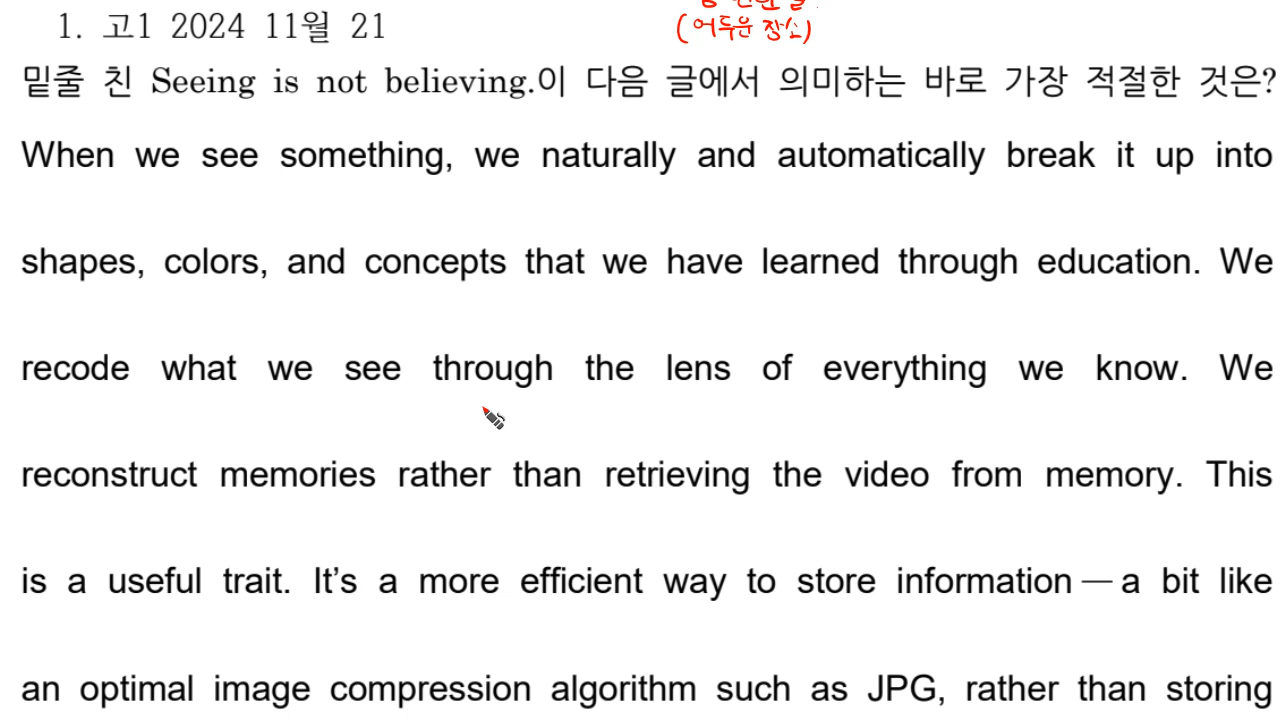 1. 고1 2024 11월 21
(어두운 장소)
밑줄 친 Seeing is not believing.이 다음 글에서 의미하는 바로 가장 적절한 것은?
When we see something, we naturally and automatically break it up into
shapes, colors, and concepts that we have learned through education. We
recode what we see through the lens of everything we know. We
reconstruct memories rather than retrieving the video from memory. This
is a useful trait. It’s a more efficient way to store information — a bit like
an optimal image compression algorithm such as JPG, rather than storing